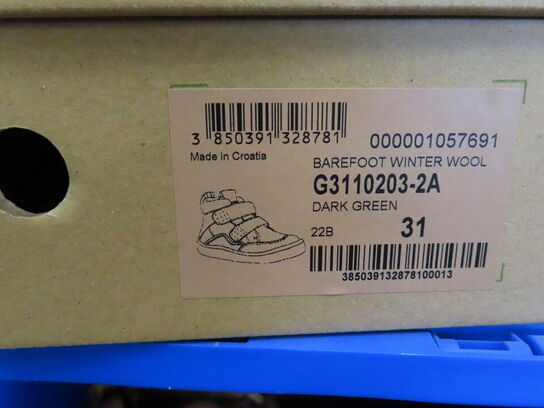 3 850391 328781
000001057691
Made in Croatia
BAREFOOT WINTER WOOL
G3110203-2A
DARK GREEN
22B 31
385039132878100013